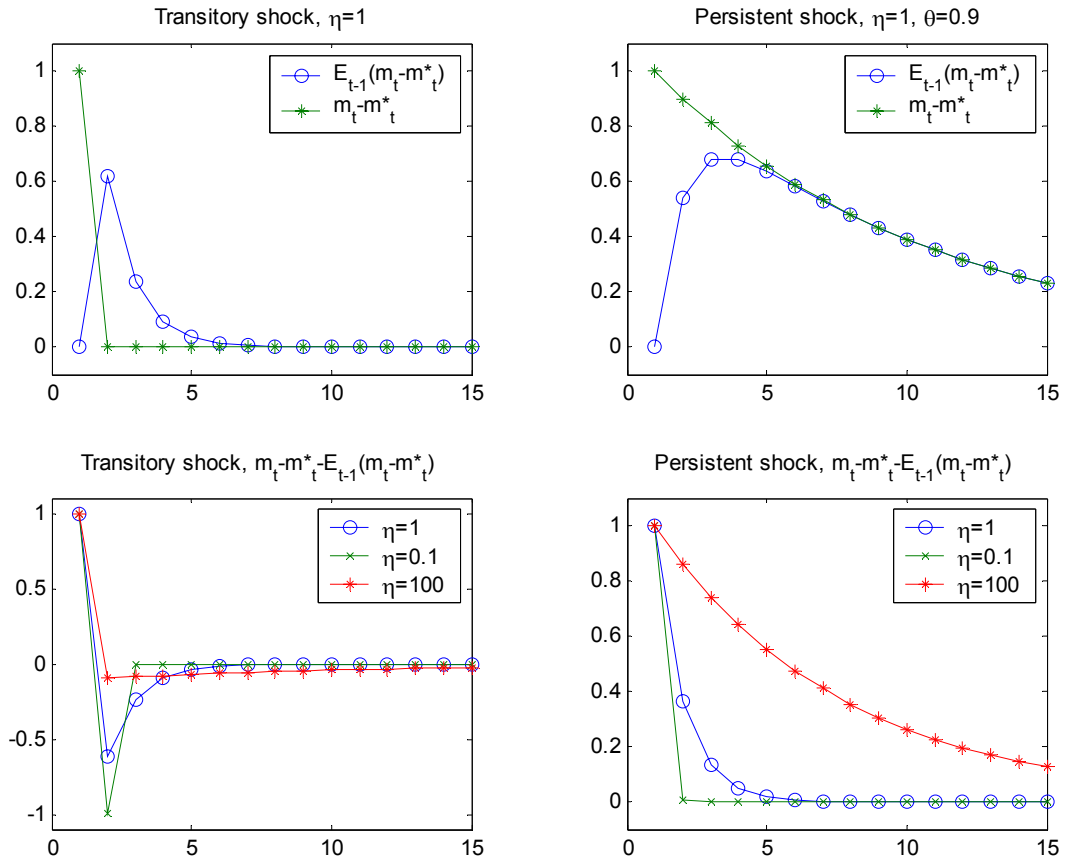 Transitory shock, η=1
1
0.8
0.6
0.4
0.2
0
0
5
10
15
E_{t-1}(m_t-m*_t)
m_t-m*_t
Persistent shock, η=1, θ=0.9
1
0.8
0.6
0.4
0.2
0
0
5
10
15
E_{t-1}(m_t-m*_t)
m_t-m*_t
Transitory shock, m_t-m*_t-E_{t-1}(m_t-m*_t)
1
0.5
0
-0.5
-1
0
5
10
15
η=1
η=0.1
η=100
Persistent shock, m_t-m*_t-E_{t-1}(m_t-m*_t)
1
0.8
0.6
0.4
0.2
0
0
5
10
15
η=1
η=0.1
η=100